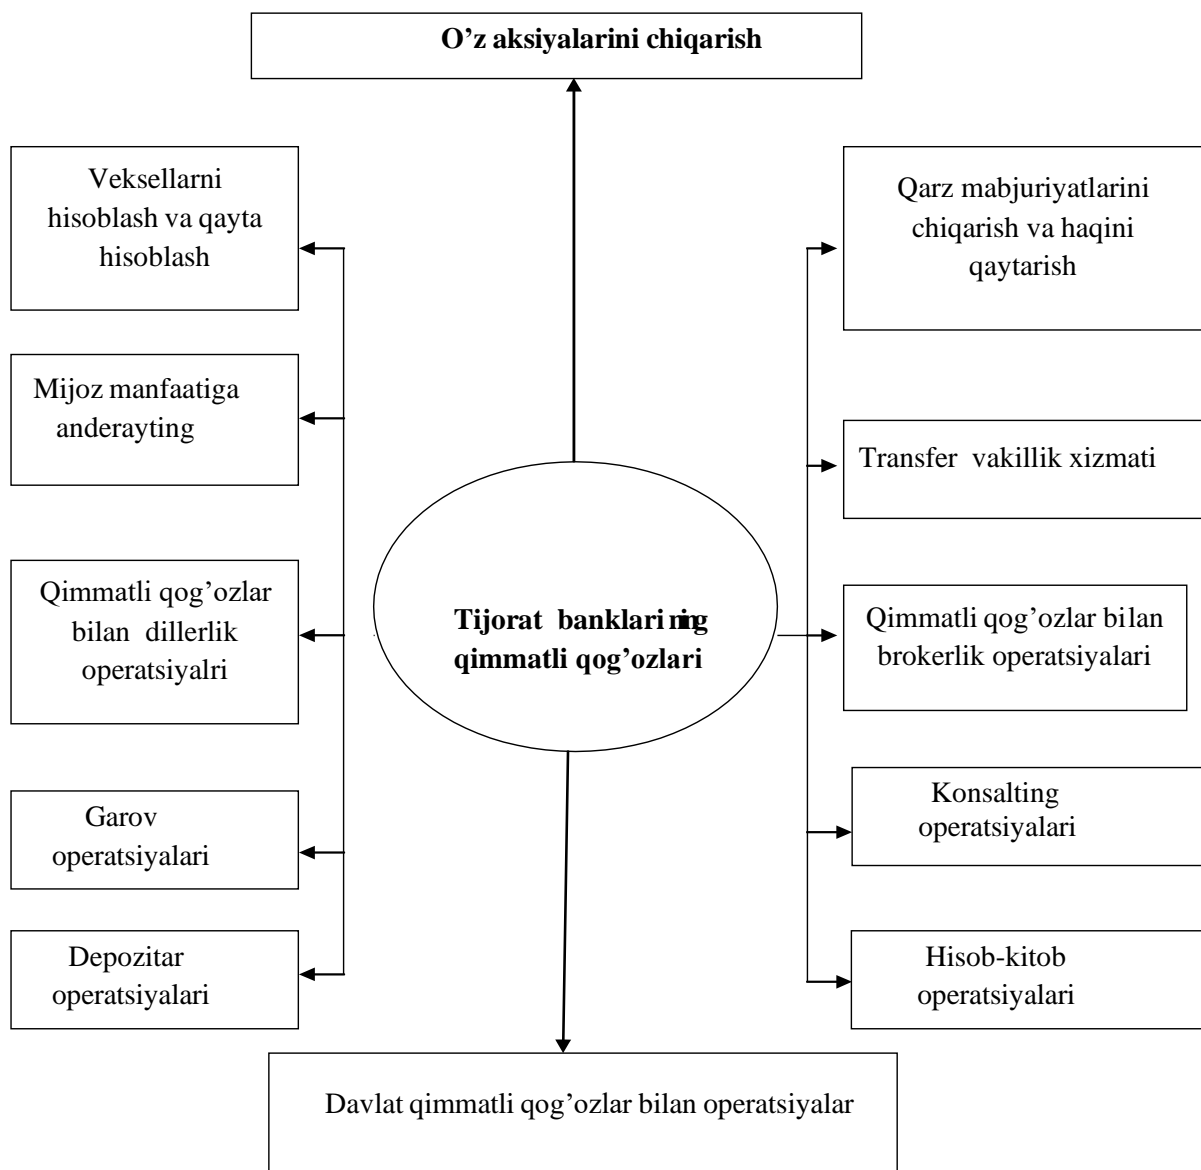 O’z aksiyalarini chiqarish
Veksellarni
hisoblash va qayta
hisoblash
Mijoz manfaatiga
anderayting
Qimmatli qog’ozlar
bilan dillerlik
operatsiyalri
Garov
operatsiyalari
Depozitar
operatsiyalari
Tijorat banklarining
qimmatli qog’ozlari
Qarz mabjuriyatlarini
chiqarish va haqini
qaytarish
Transfer vakillik xizmati
Qimmatli qog’ozlar bilan
brokerlik operatsiyalari
Konsalting
operatsiyalari
Hisob-kitob
operatsiyalari
Davlat qimmatli qog’ozlar bilan operatsiyalar